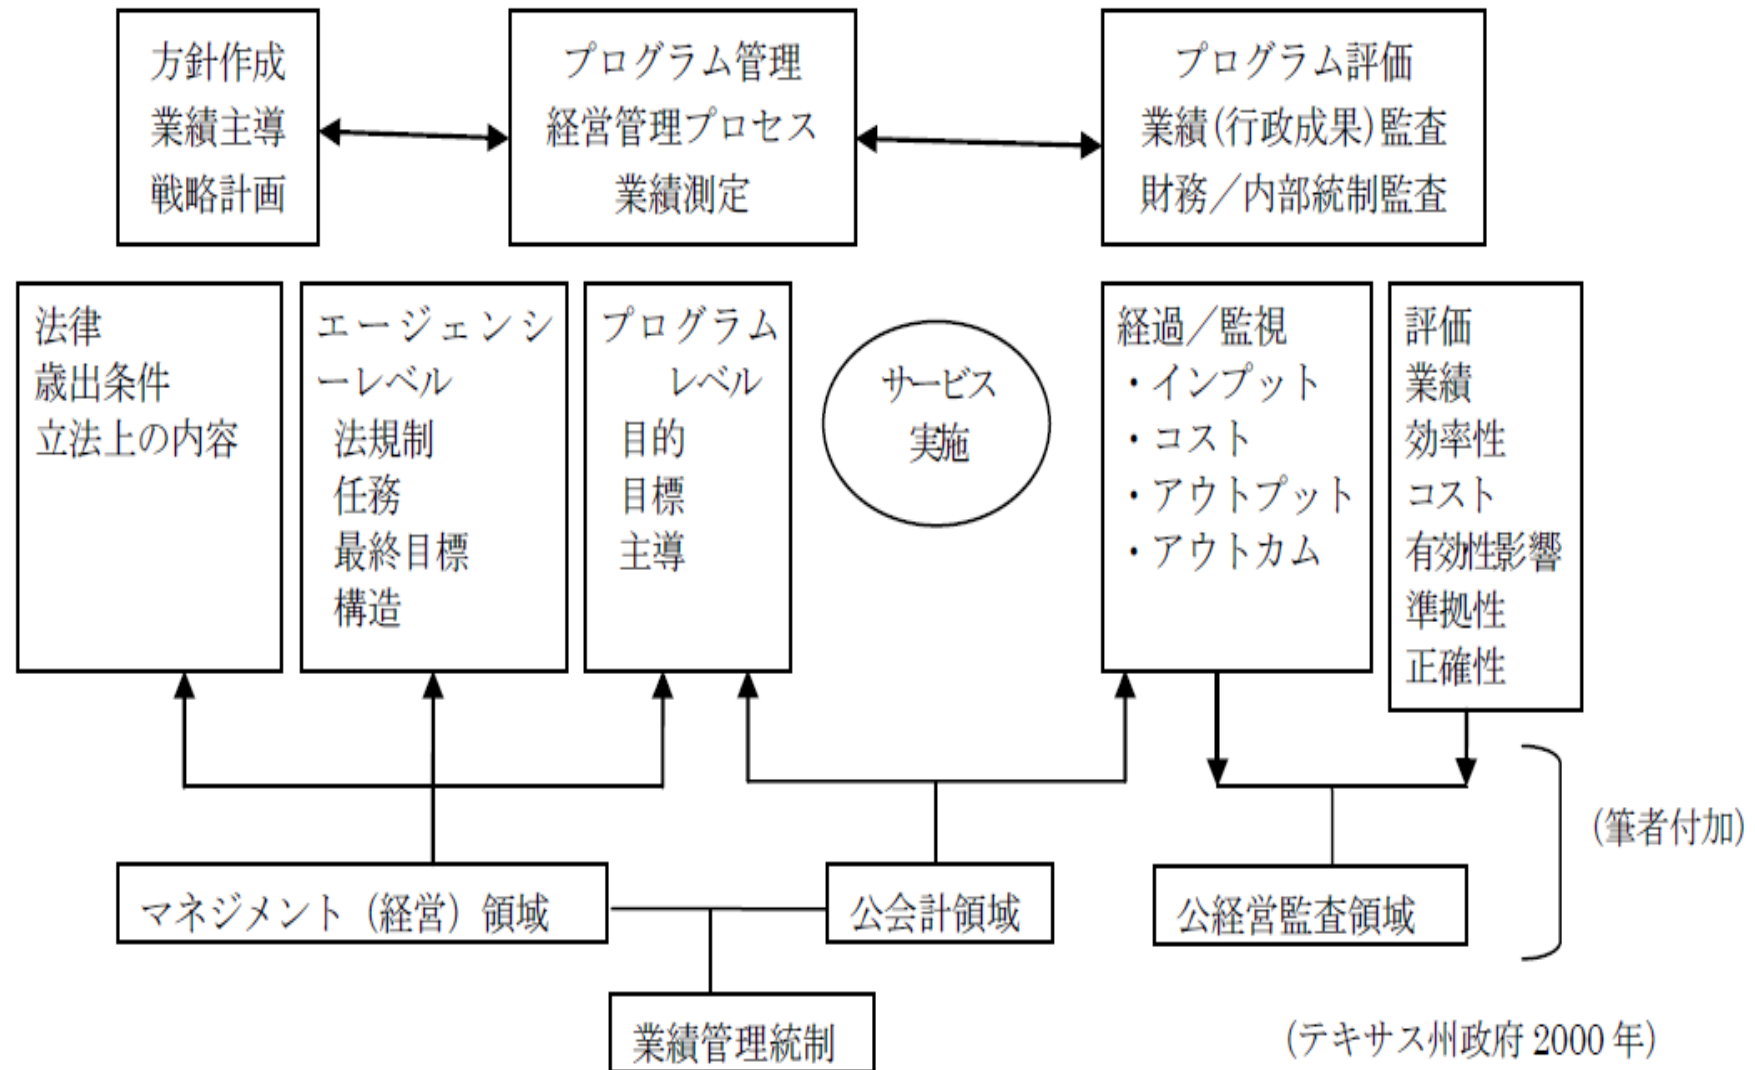 方針作成
業績主導
戦略計画
プログラム管理
経営管理プロセス
業績測定
プログラム評価
業績(行政成果)監査
財務／内部統制監査
法律
歳出条件
立法上の内容
エージェンシ
ーレベル
法規制
任務
最終目標
構造
プログラム
レベル
目的
目標
主導
サービス
実施
経過／監視
・インプット
・コスト
・アウトプット
・アウトカム
評価
業績
効率性
コスト
有効性影響
準拠性
正確性
(筆者付加)
マネジメント（経営）領域
公会計領域
公経営監査領域
業績管理統制
(テキサス州政府 2000 年)